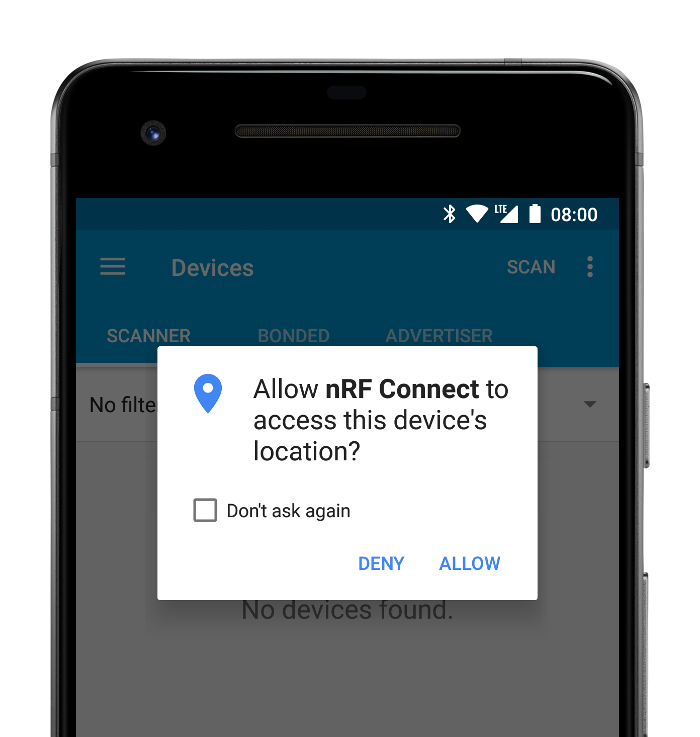 LTE 08:00
Devices SCAN
SCANNER BONDED ADVERTISER
No filte
Allow nRF Connect to
access this device's
location?
Don't ask again
DENY ALLOW
No devices found.